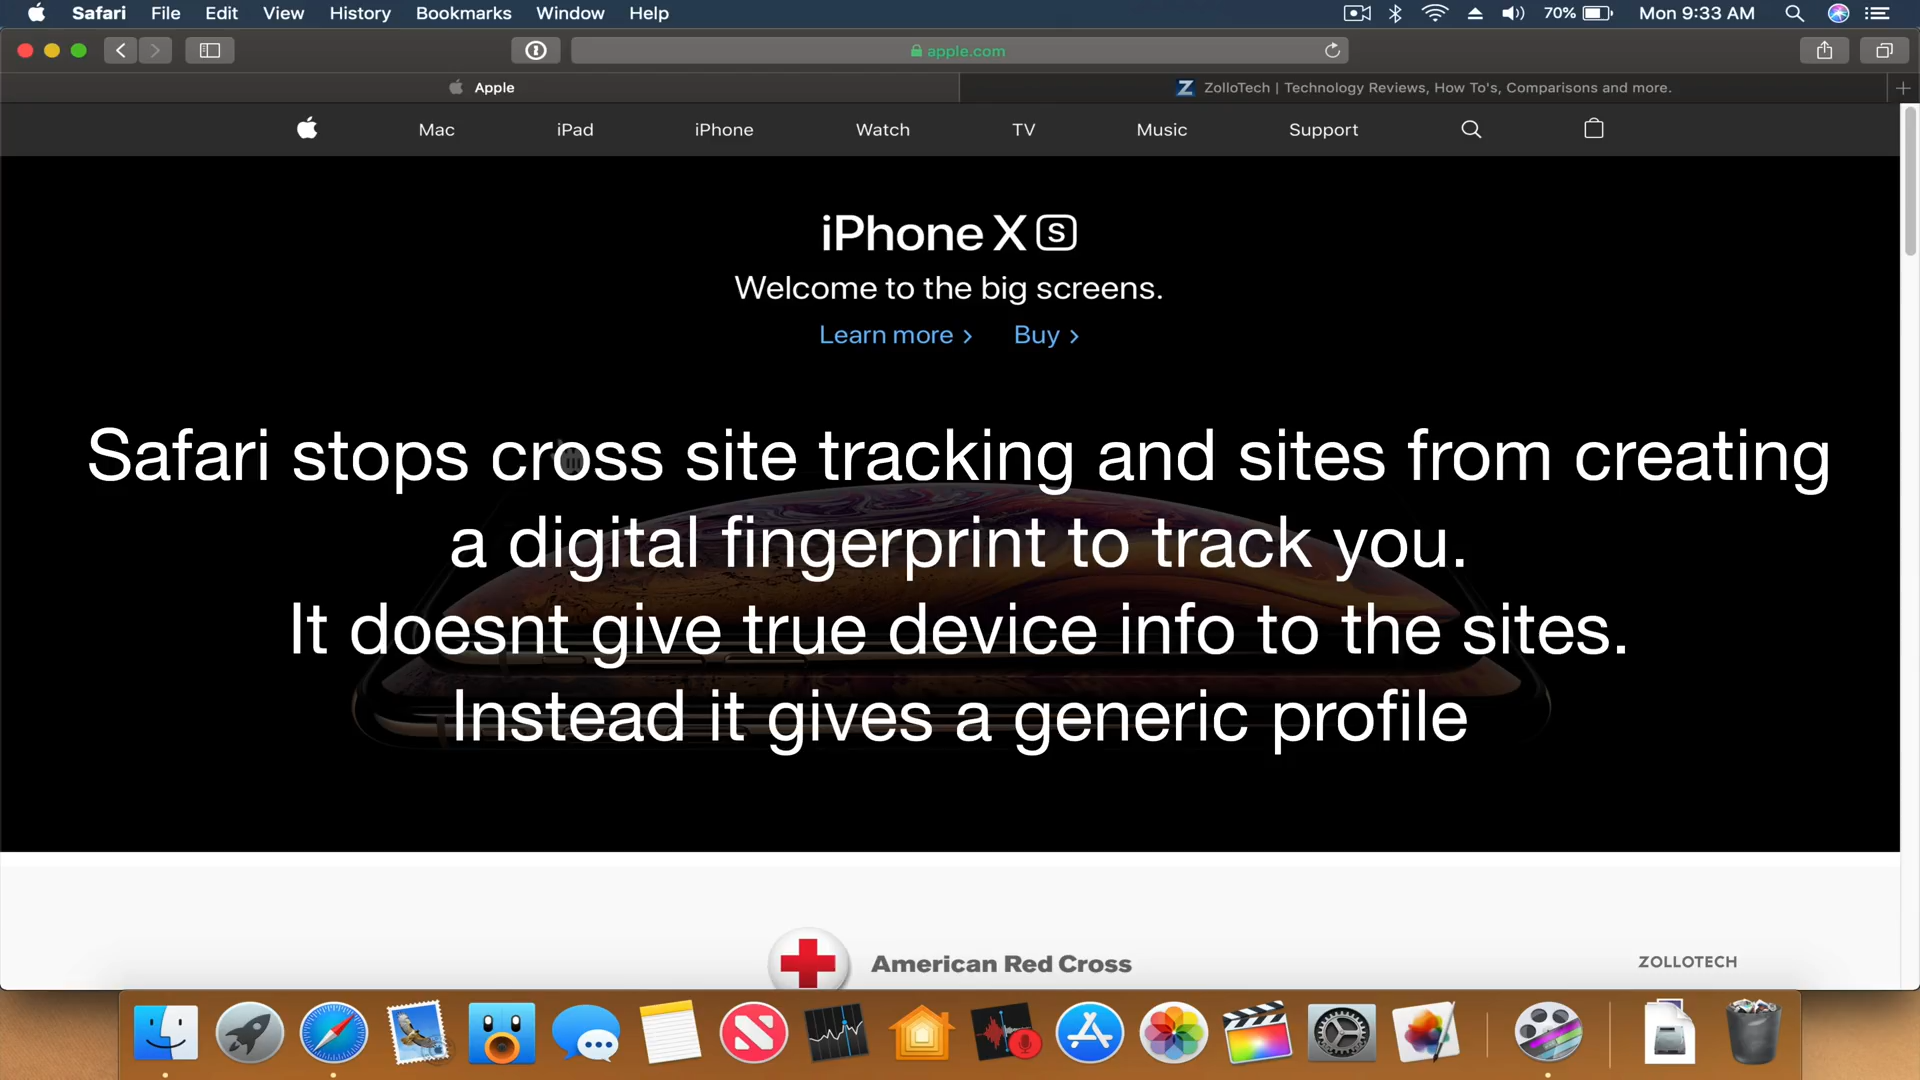 Safari File Edit View History Bookmarks Window Help 70% Mon 9:33 AM
apple.com
Apple ZolloTech | Technology Reviews, How To's, Comparisons and more.
Mac iPad iPhone Watch TV Music Support
iPhone XS
Welcome to the big screens.
Learn more > Buy >
Safari stops cross site tracking and sites from creating
a digital fingerprint to track you.
It doesnt give true device info to the sites.
Instead it gives a generic profile
American Red Cross
ZOLLOTECH